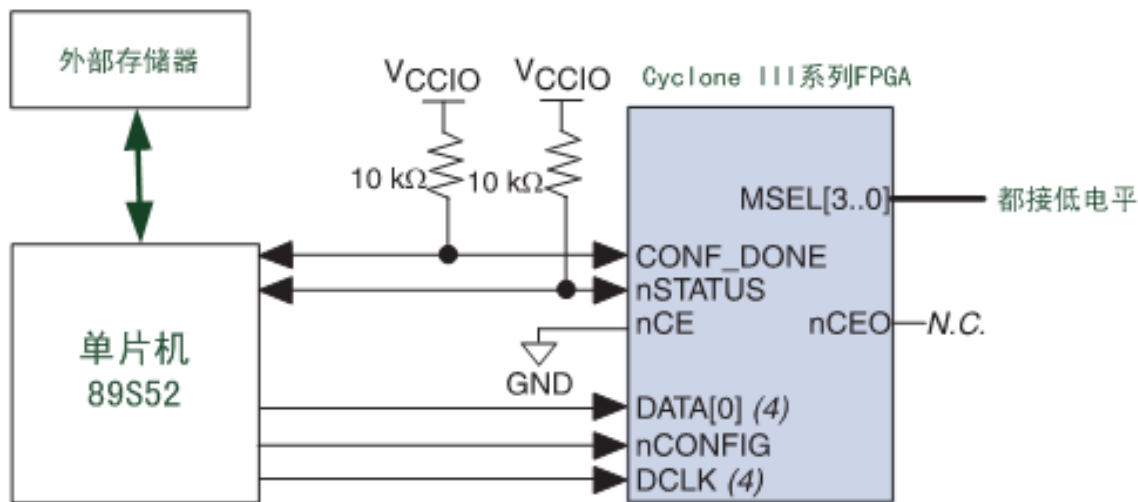 外部存储器
VCCIO
VCCIO
Cyclone III系列FPGA
10 kΩ
10 kΩ
MSEL[3..0]
都接低电平
CONF_DONE
nSTATUS
nCE
nCEO
N.C.
单片机
89S52
GND
DATA[0] (4)
nCONFIG
DCLK (4)